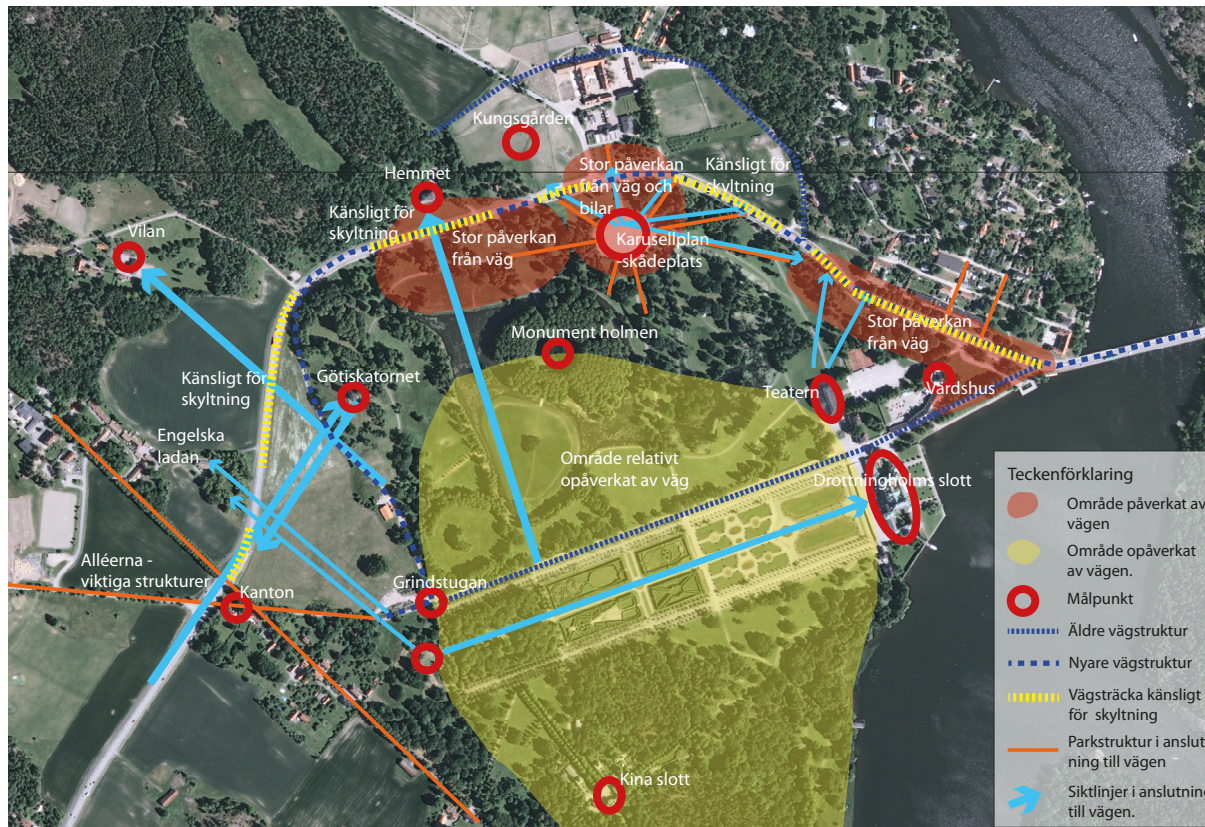 Kungsgården
Stor påverkan
från väg och
bilar
Känsligt för
skyltning
Hemmet
Känsligt för
skyltning
Vilan
Stor påverkan
från väg
Karusellplan
-skådeplats
Monument holmen
Stor påverkan
från väg
Känsligt för
skyltning
Götiskatornet
Teatern
Värdshus
Engelska
ladan
Område relativt
opåverkat av väg
Drottningholms slott
Alléerna -
viktiga strukturer
Kanton
Grindstugan
Kina slott
Teckenförklaring
Område påverkat av
vägen
Område opåverkat
av vägen.
Målpunkt
Äldre vägstruktur
Nyare vägstruktur
Vägsträcka känsligt
för skyltning
Parkstruktur i anslut
ning till vägen
Siktlinjer i anslutning
till vägen.